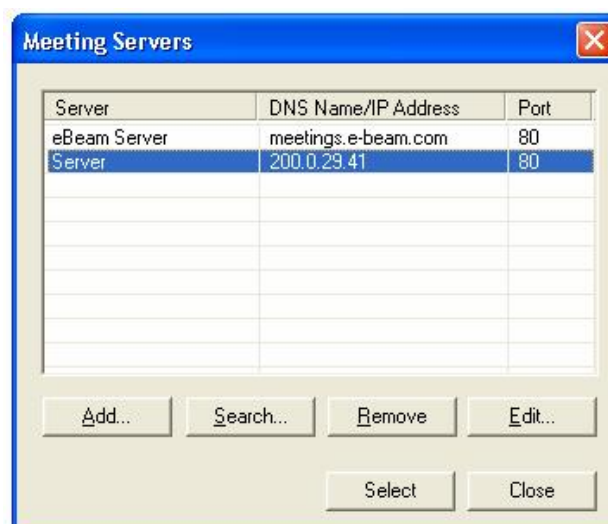 Meeting Servers
Server DNS Name/IP Address Port
eBeam Server meetings.e-beam.com 80
Server 200.0.29.41 80
Add... Search... Remove Edit...
Select Close